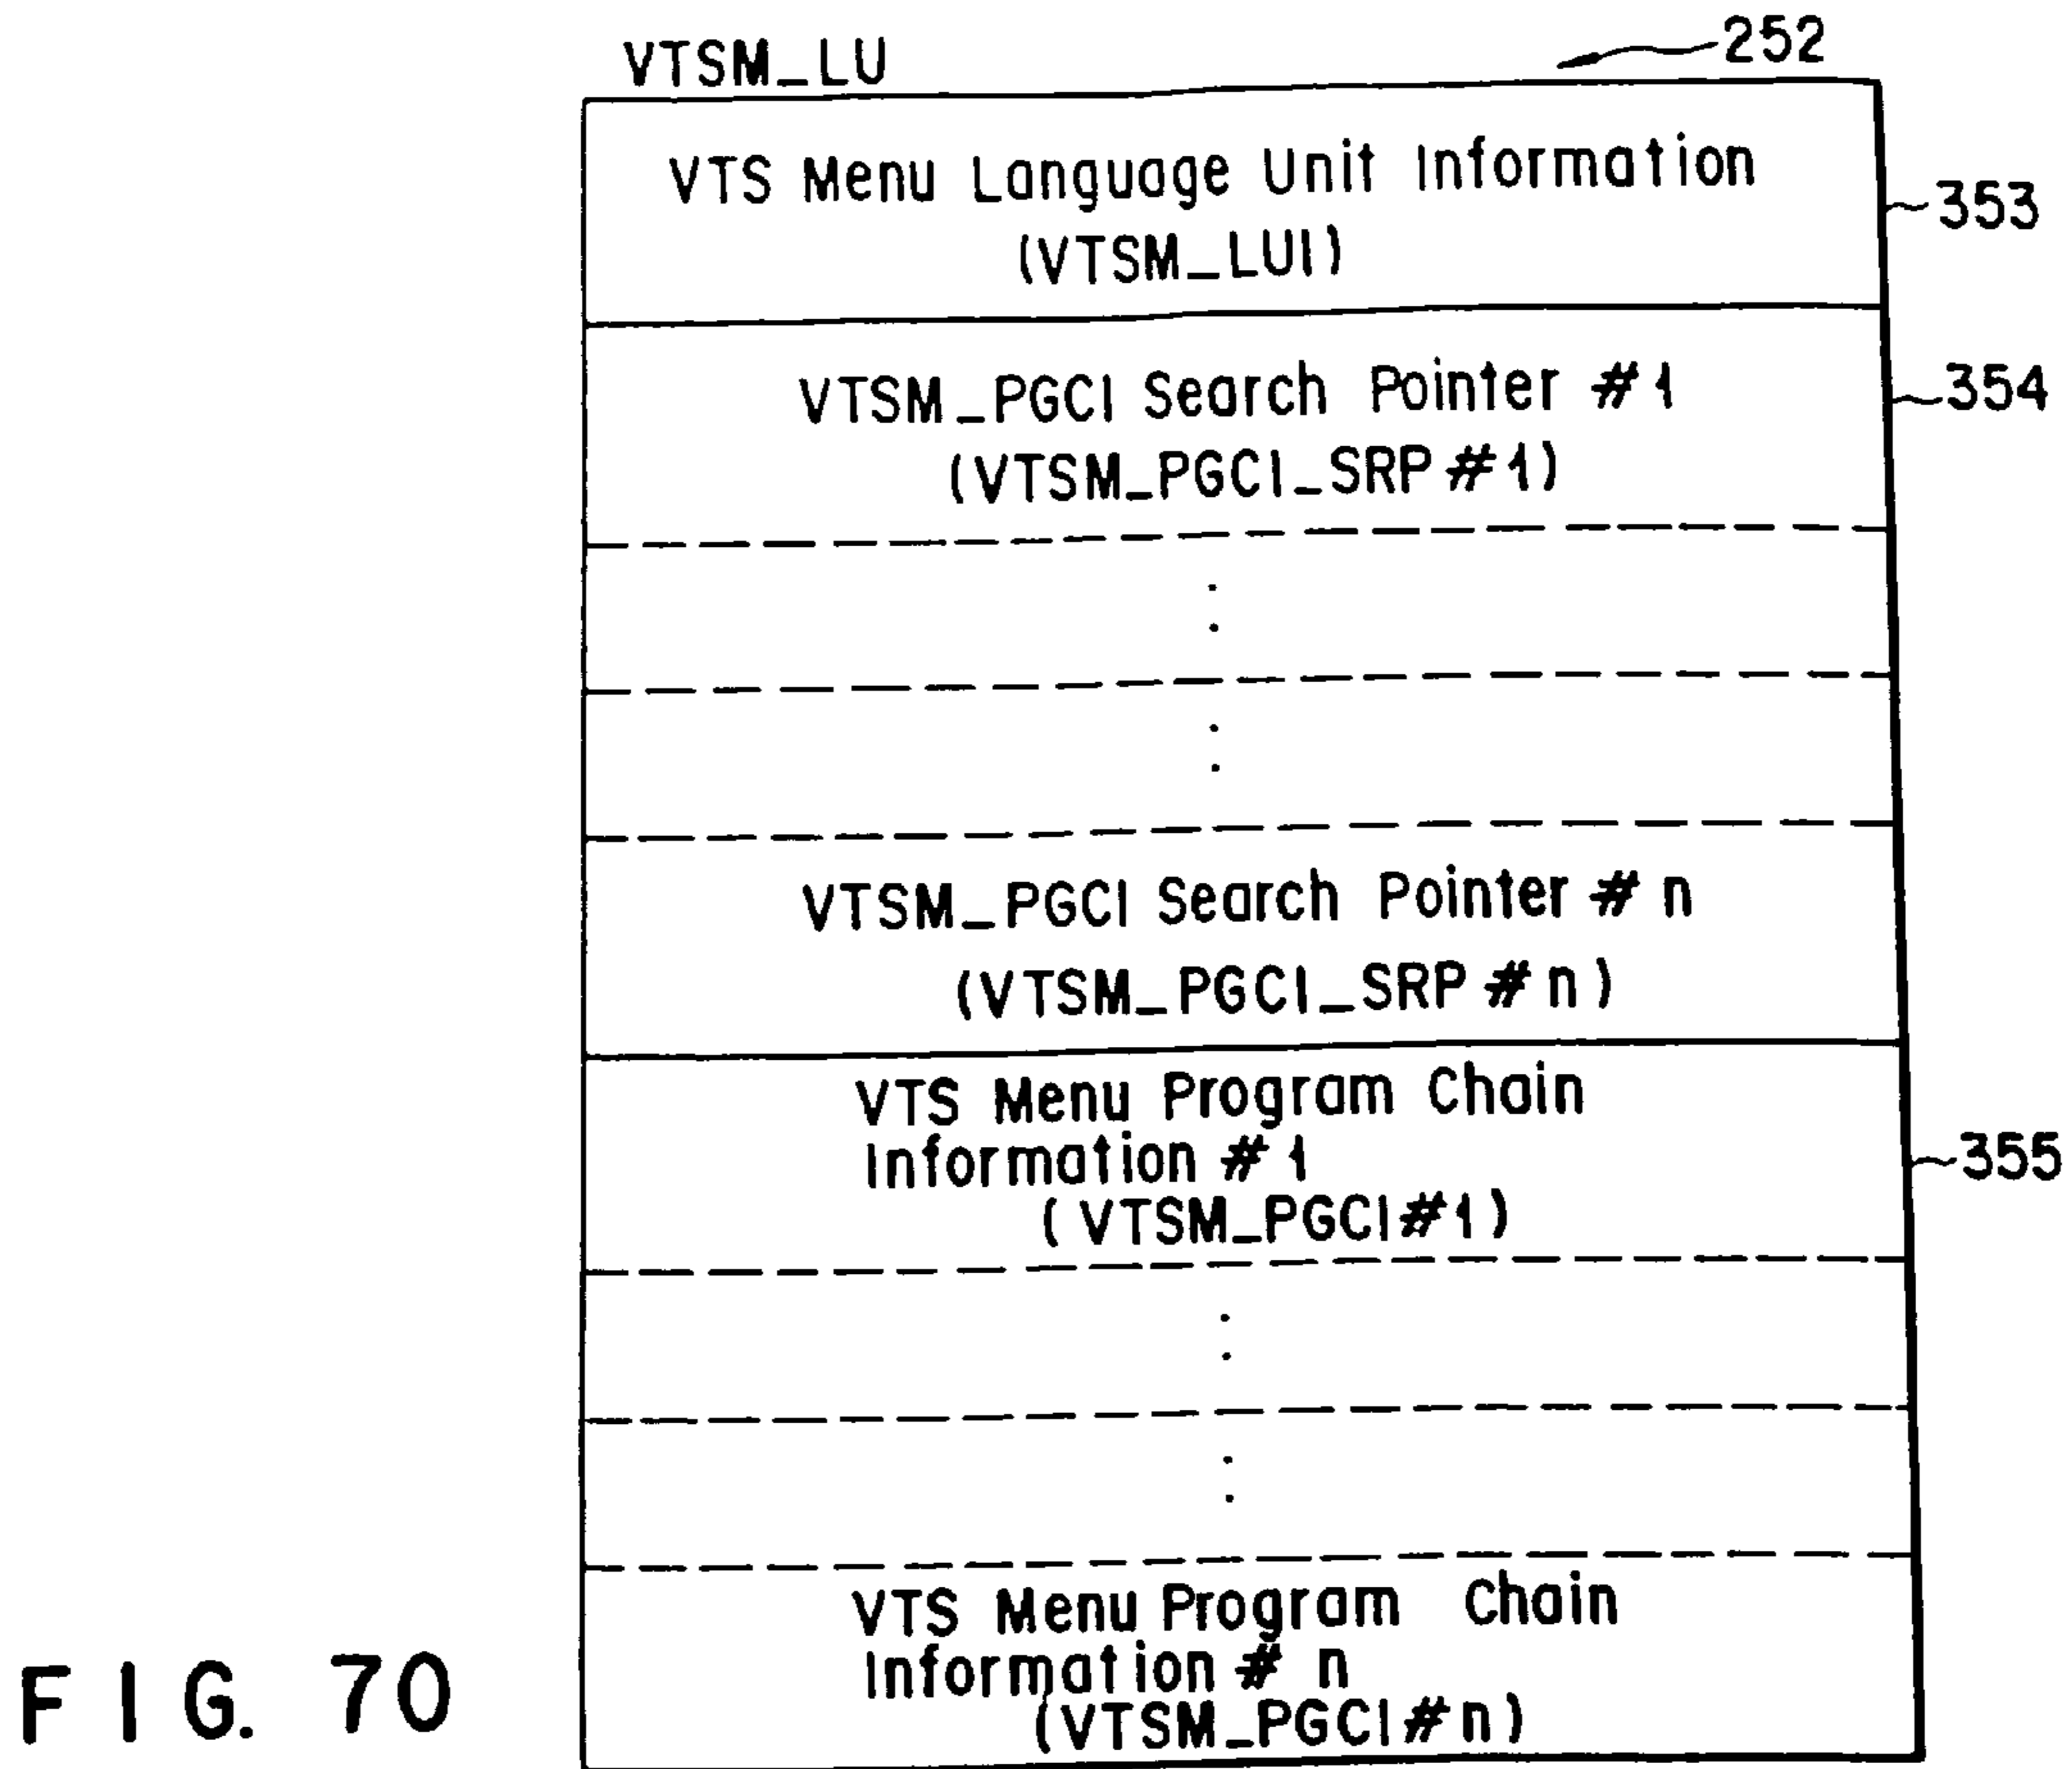 VTSM_LU
252
VTS Menu Language Unit Information
(VTSM_LUI)
353
VTSM_PGCI Search Pointer #1
(VTSM_PGCI_SRP #1)
354
VTSM_PGCI Search Pointer # n
(VTSM_PGCI_SRP # n)
VTS Menu Program Chain
Information # 1
(VTSM_PGCI#1)
355
VTS Menu Program Chain
Information # n
(VTSM_PGCI# n)
FIG. 70